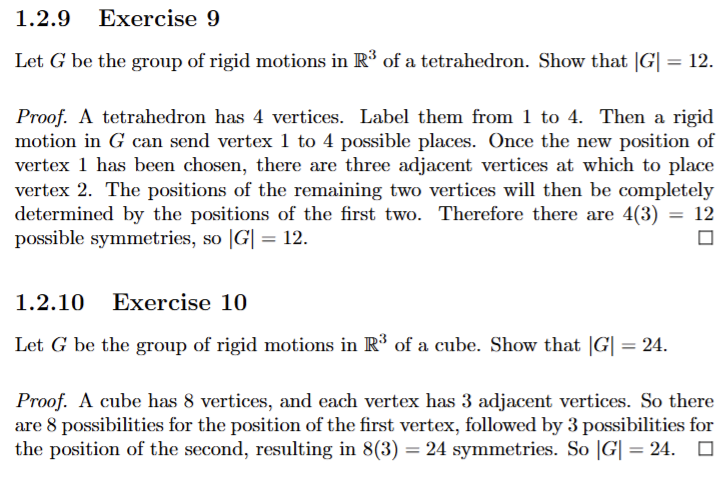 1.2.9 Exercise 9
Let G be the group of rigid motions in ℝ³ of a tetrahedron. Show that |G| = 12.
Proof. A tetrahedron has 4 vertices. Label them from 1 to 4. Then a rigid
motion in G can send vertex 1 to 4 possible places. Once the new position of
vertex 1 has been chosen, there are three adjacent vertices at which to place
vertex 2. The positions of the remaining two vertices will then be completely
determined by the positions of the first two. Therefore there are 4(3) = 12
possible symmetries, so |G| = 12. □
1.2.10 Exercise 10
Let G be the group of rigid motions in ℝ³ of a cube. Show that |G| = 24.
Proof. A cube has 8 vertices, and each vertex has 3 adjacent vertices. So there
are 8 possibilities for the position of the first vertex, followed by 3 possibilities for
the position of the second, resulting in 8(3) = 24 symmetries. So |G| = 24. □